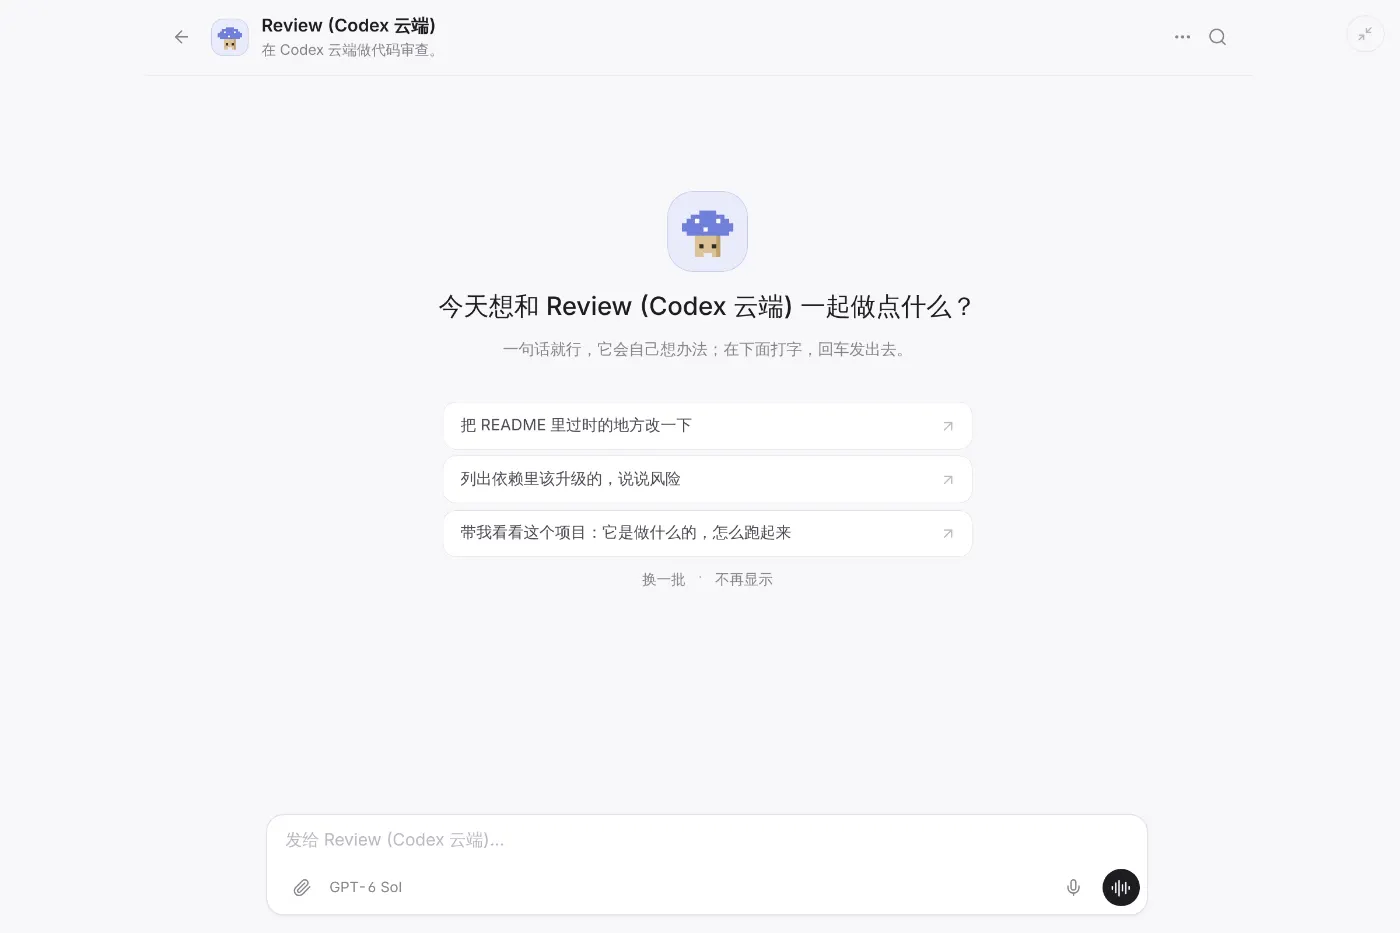 Review (Codex 云端)
在 Codex 云端做代码审查。
今天想和 Review (Codex 云端) 一起做点什么？
一句话就行，它会自己想办法；在下面打字，回车发出去。
把 README 里过时的地方改一下
列出依赖里该升级的，说说风险
带我看看这个项目：它是做什么的，怎么跑起来
换一批 · 不再显示
发给 Review (Codex 云端)...
GPT-6 Sol